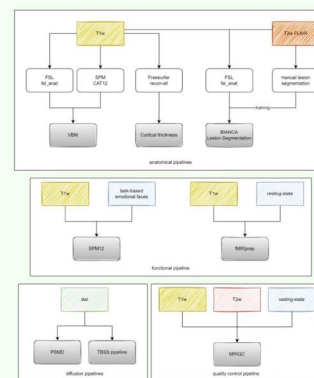 T1w
T2w FLAIR
FSL
fsl_anat
SPM
CAT12
Freesurfer
recon-all
FSL
fsl_anat
manual lesion
segmentation
training
VBM
Cortical thickness
BIANCA
Lesion Segmentation
anatomical pipelines
T1w
task-based
emotional faces
T1w
resting-state
SPM12
fMRIprep
functional pipeline
dwi
PSMD
TBSS pipeline
diffusion pipelines
T1w
T2w
resting-state
MRIQC
quality control pipeline